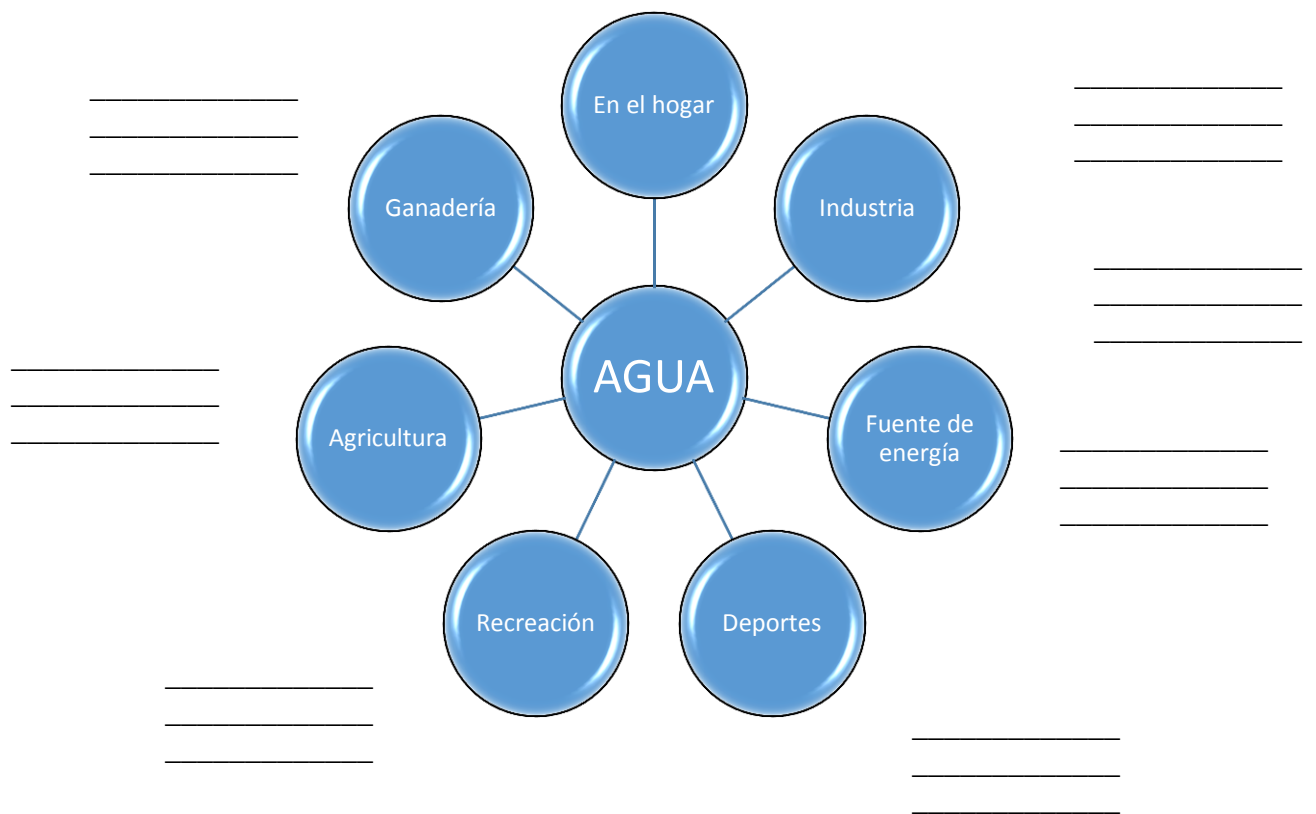 En el hogar
Industria
Fuente de
energía
Deportes
Recreación
Agricultura
Ganadería
AGUA